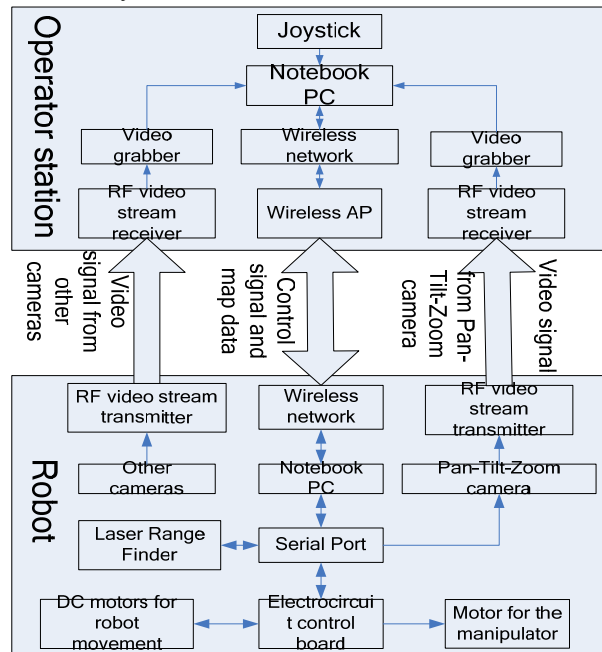 Operator station
Joystick
Notebook
PC
Video
grabber
Wireless
network
Video
grabber
RF video
stream
receiver
Wireless AP
RF video
stream
receiver
Video
signal from
other
cameras
Control
signal and
map data
Video signal
from Pan-
Tilt-Zoom
camera
Robot
RF video stream
transmitter
Wireless
network
RF video
stream
transmitter
Other
cameras
Notebook
PC
Pan-Tilt-Zoom
camera
Laser Range
Finder
Serial Port
DC motors for
robot
movement
Electrocircui
t control
board
Motor for the
manipulator